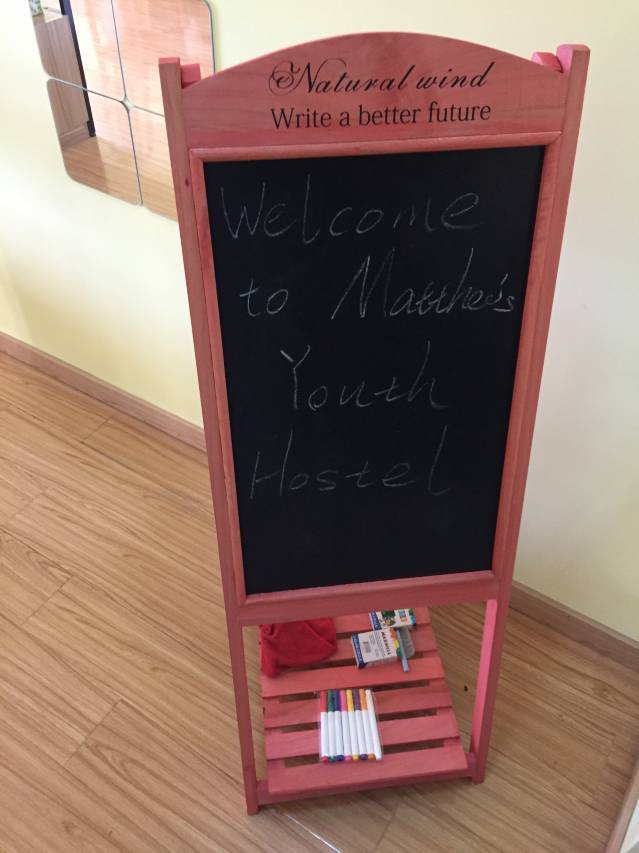 Natural wind
Write a better future
Welcome
to Matthew's
Youth
Hostel